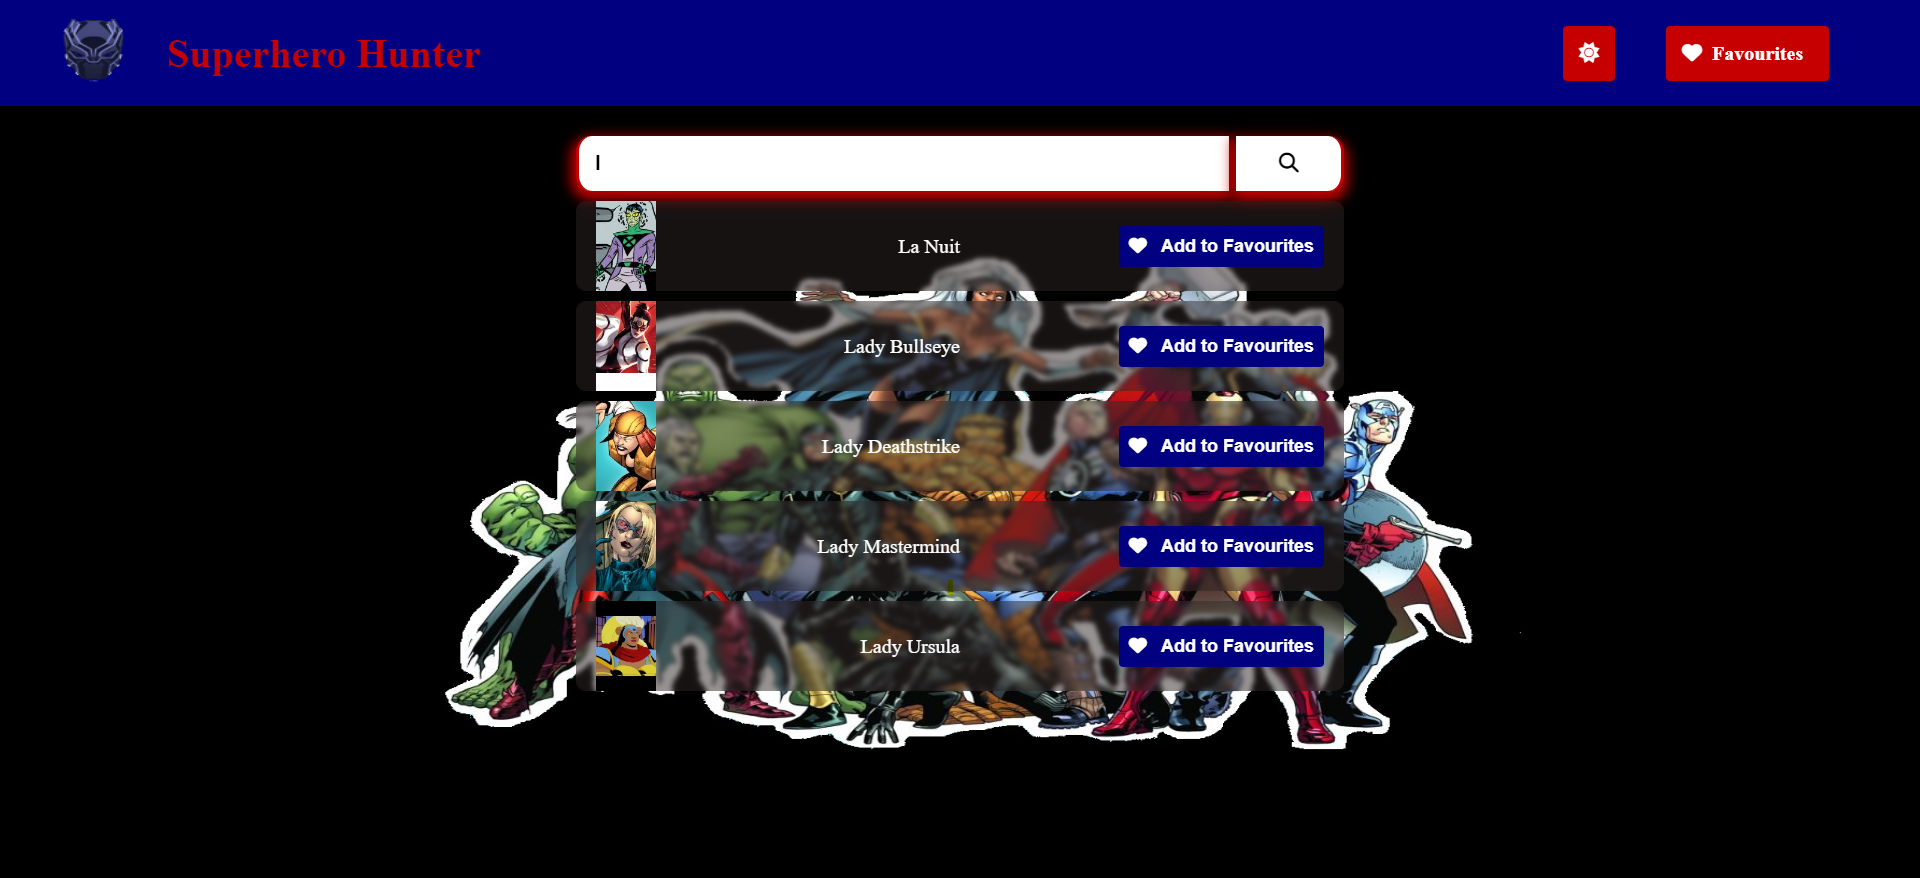 Superhero Hunter
Favourites
l
La Nuit
Add to Favourites
Lady Bullseye
Add to Favourites
Lady Deathstrike
Add to Favourites
Lady Mastermind
Add to Favourites
Lady Ursula
Add to Favourites